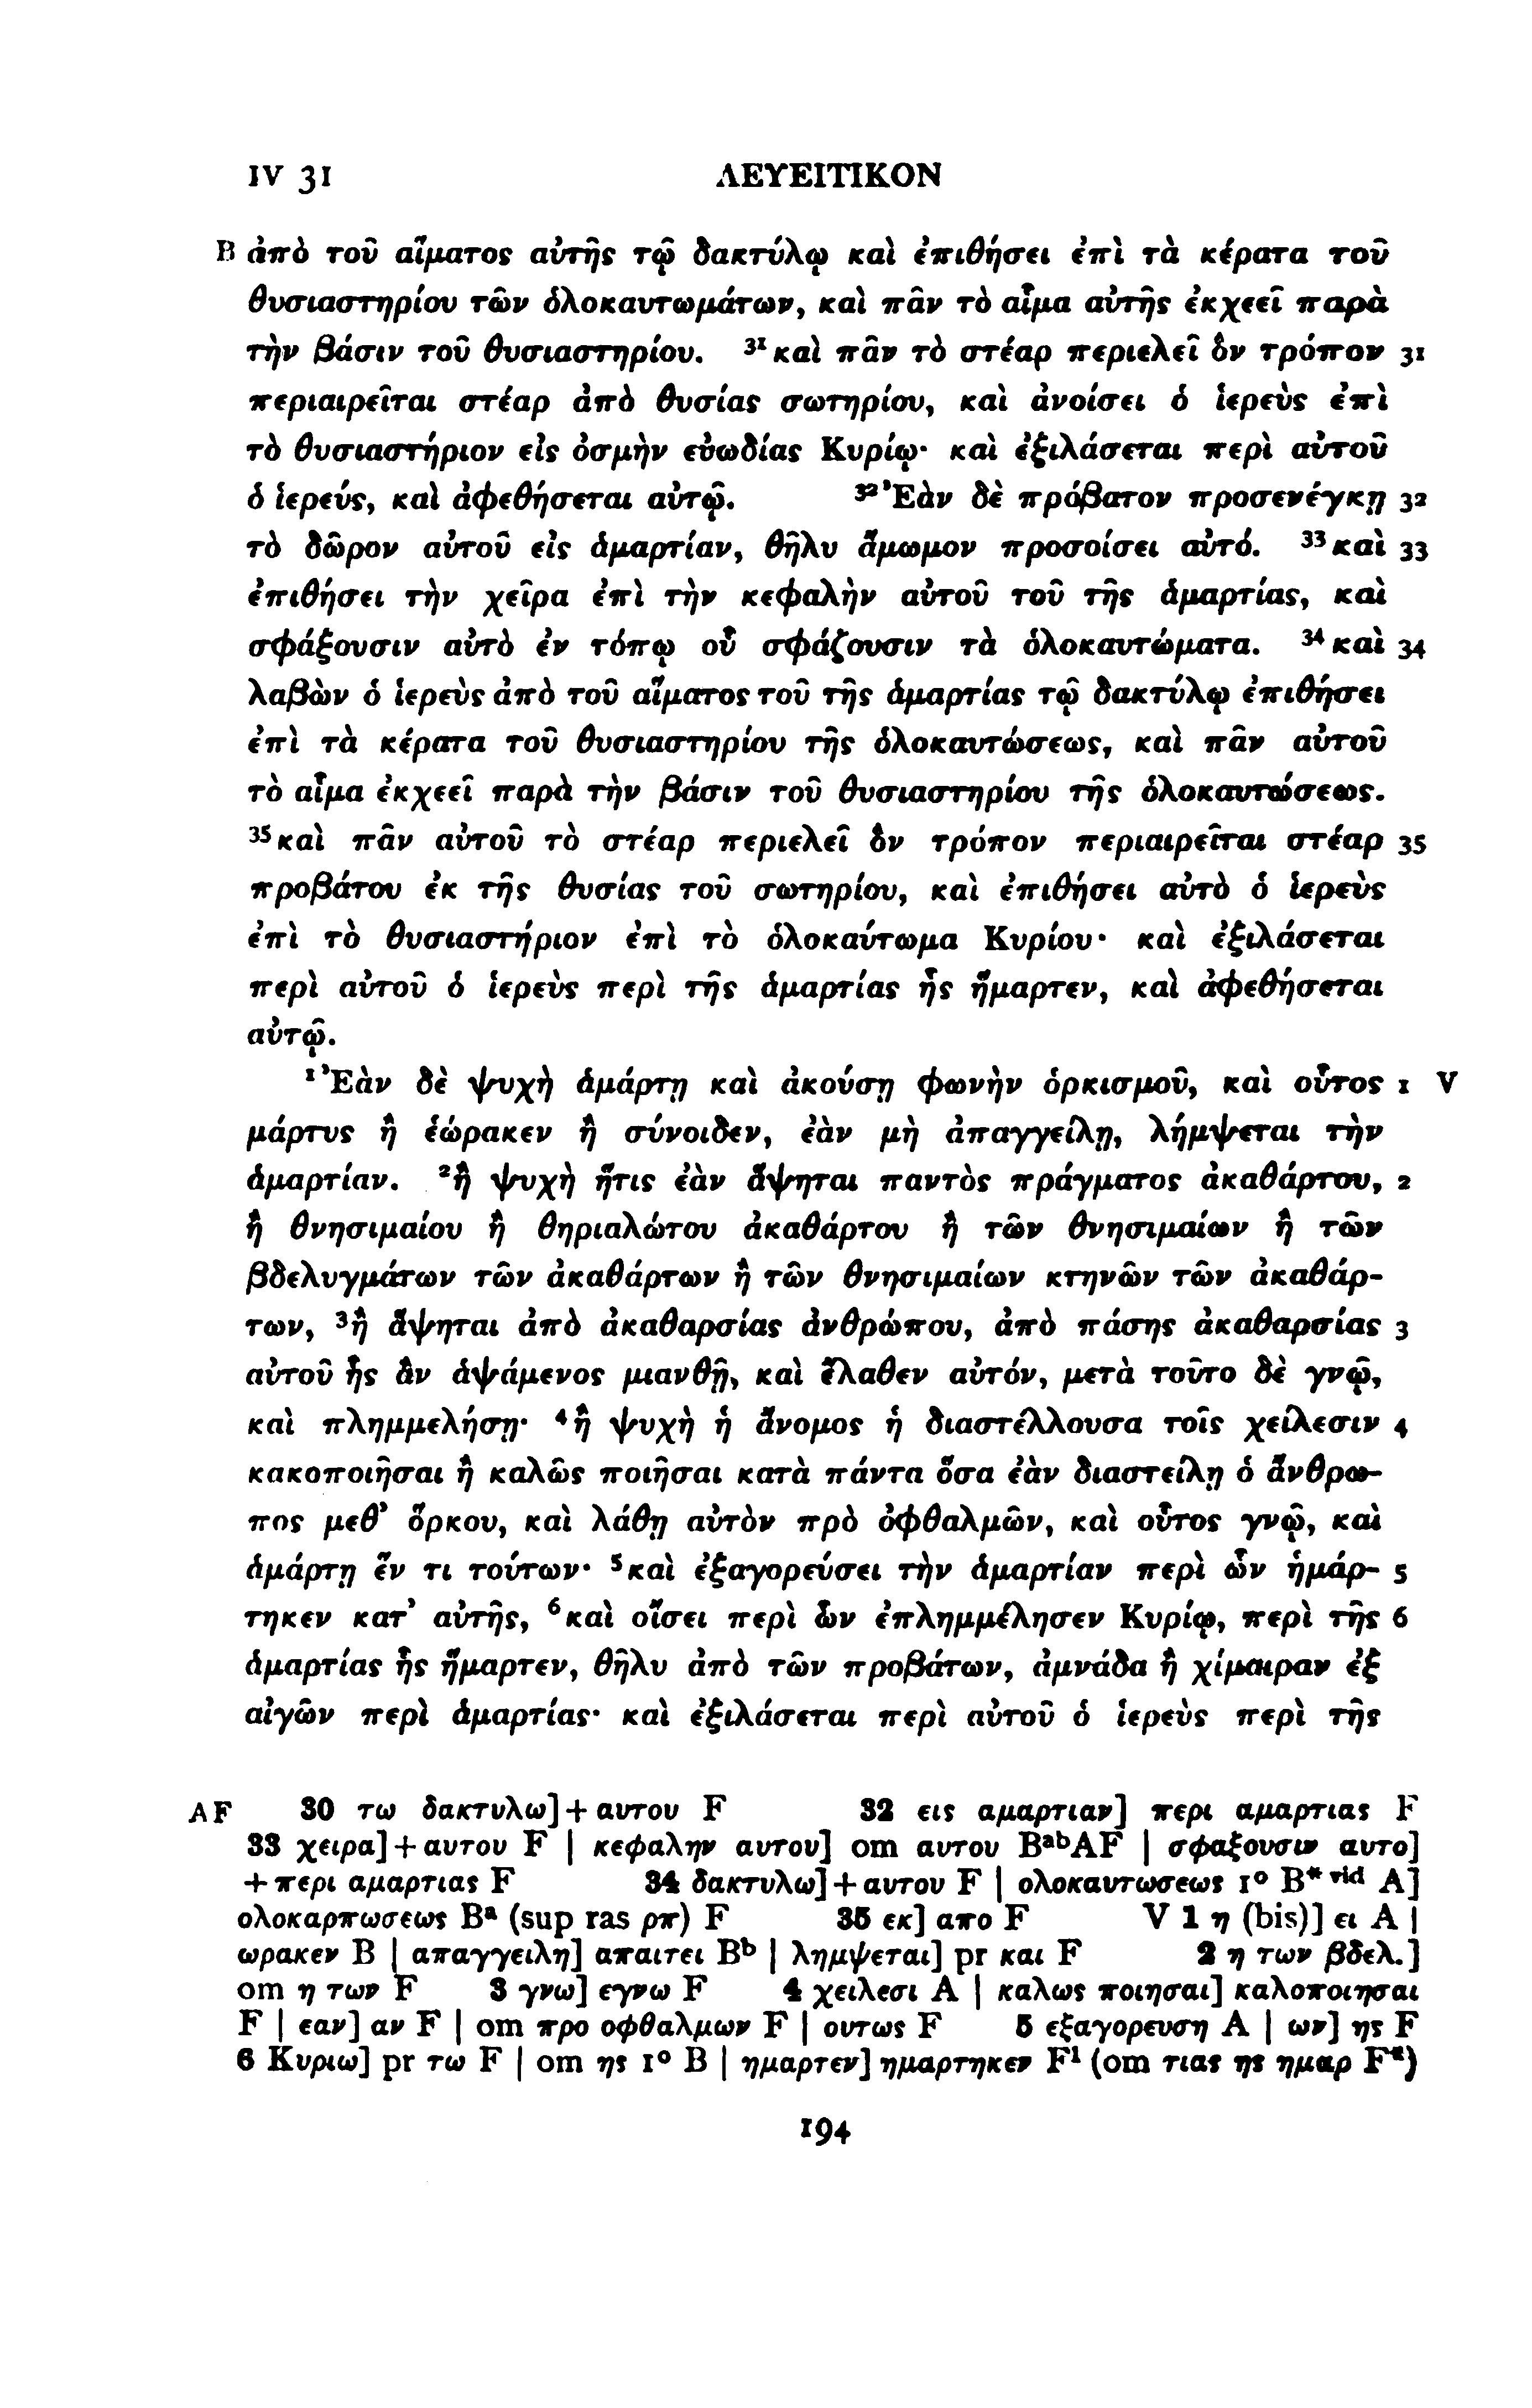 IV 31 ΛΕΥΕΙΤΙΚΟΝ
B ἀπὸ τοῦ αἵματος αὐτῆς τῷ δακτύλῳ καὶ ἐπιθήσει ἐπὶ τὰ κέρατα τοῦ
θυσιαστηρίου τῶν ὁλοκαυτωμάτων, καὶ πᾶν τὸ αἷμα αὐτῆς ἐκχεεῖ παρὰ
τὴν βάσιν τοῦ θυσιαστηρίου. ³¹καὶ πᾶν τὸ στέαρ περιελεῖ ὃν τρόπον 31
περιαιρεῖται στέαρ ἀπὸ θυσίας σωτηρίου, καὶ ἀνοίσει ὁ ἱερεὺς ἐπὶ
τὸ θυσιαστήριον εἰς ὀσμὴν εὐωδίας Κυρίῳ· καὶ ἐξιλάσεται περὶ αὐτοῦ
ὁ ἱερεύς, καὶ ἀφεθήσεται αὐτῷ. ³²Ἐὰν δὲ πρόβατον προσενέγκῃ 32
τὸ δῶρον αὐτοῦ εἰς ἁμαρτίαν, θῆλυ ἄμωμον προσοίσει αὐτό. ³³καὶ 33
ἐπιθήσει τὴν χεῖρα ἐπὶ τὴν κεφαλὴν αὐτοῦ τοῦ τῆς ἁμαρτίας, καὶ
σφάξουσιν αὐτὸ ἐν τόπῳ οὗ σφάζουσιν τὰ ὁλοκαυτώματα. ³⁴καὶ 34
λαβὼν ὁ ἱερεὺς ἀπὸ τοῦ αἵματος τοῦ τῆς ἁμαρτίας τῷ δακτύλῳ ἐπιθήσει
ἐπὶ τὰ κέρατα τοῦ θυσιαστηρίου τῆς ὁλοκαυτώσεως, καὶ πᾶν αὐτοῦ
τὸ αἷμα ἐκχεεῖ παρὰ τὴν βάσιν τοῦ θυσιαστηρίου τῆς ὁλοκαυτώσεως.
³⁵καὶ πᾶν αὐτοῦ τὸ στέαρ περιελεῖ ὃν τρόπον περιαιρεῖται στέαρ 35
προβάτου ἐκ τῆς θυσίας τοῦ σωτηρίου, καὶ ἐπιθήσει αὐτὸ ὁ ἱερεὺς
ἐπὶ τὸ θυσιαστήριον ἐπὶ τὸ ὁλοκαύτωμα Κυρίου· καὶ ἐξιλάσεται
περὶ αὐτοῦ ὁ ἱερεὺς περὶ τῆς ἁμαρτίας ἧς ἥμαρτεν, καὶ ἀφεθήσεται
αὐτῷ.
¹Ἐὰν δὲ ψυχὴ ἁμάρτῃ καὶ ἀκούσῃ φωνὴν ὁρκισμοῦ, καὶ οὗτος 1 V
μάρτυς ἢ ἑώρακεν ἢ σύνοιδεν, ἐὰν μὴ ἀπαγγείλῃ, λήμψεται τὴν
ἁμαρτίαν. ²ἢ ψυχὴ ἥτις ἐὰν ἅψηται παντὸς πράγματος ἀκαθάρτου, 2
ἢ θνησιμαίου ἢ θηριαλώτου ἀκαθάρτου ἢ τῶν θνησιμαίων ἢ τῶν
βδελυγμάτων τῶν ἀκαθάρτων ἢ τῶν θνησιμαίων κτηνῶν τῶν ἀκαθάρ-
των, ³ἢ ἅψηται ἀπὸ ἀκαθαρσίας ἀνθρώπου, ἀπὸ πάσης ἀκαθαρσίας 3
αὐτοῦ ἧς ἂν ἁψάμενος μιανθῇ, καὶ ἔλαθεν αὐτόν, μετὰ τοῦτο δὲ γνῷ,
καὶ πλημμελήσῃ· ⁴ἢ ψυχὴ ἡ ἄνομος ἡ διαστέλλουσα τοῖς χείλεσιν 4
κακοποιῆσαι ἢ καλῶς ποιῆσαι κατὰ πάντα ὅσα ἐὰν διαστείλῃ ὁ ἄνθρω-
πος μεθ’ ὅρκου, καὶ λάθῃ αὐτὸν πρὸ ὀφθαλμῶν, καὶ οὗτος γνῷ, καὶ
ἁμάρτῃ ἕν τι τούτων· ⁵καὶ ἐξαγορεύσει τὴν ἁμαρτίαν περὶ ὧν ἡμάρ- 5
τηκεν κατ’ αὐτῆς, ⁶καὶ οἴσει περὶ ὧν ἐπλημμέλησεν Κυρίῳ, περὶ τῆς 6
ἁμαρτίας ἧς ἥμαρτεν, θῆλυ ἀπὸ τῶν προβάτων, ἀμνάδα ἢ χίμαιραν ἐξ
αἰγῶν περὶ ἁμαρτίας· καὶ ἐξιλάσεται περὶ αὐτοῦ ὁ ἱερεὺς περὶ τῆς
AF 30 τω δακτυλω]+αυτου F 32 εις αμαρτιαν] περι αμαρτιας F
33 χειρα]+αυτου F | κεφαλην αυτου] om αυτου Bᵃᵇ AF | σφαξουσιν αυτο]
+περι αμαρτιας F 34 δακτυλω]+αυτου F | ολοκαυτωσεως 1° B* ᵛⁱᵈ A]
ολοκαρπωσεως Bᵃ (sup ras ρπ) F 35 εκ] απο F V 1 η (bis)] ει A |
ωρακεν B | απαγγειλη] απαιτει Bᵇ | λημψεται] pr και F 2 η των βδελ.]
om η των F 3 γνω] εγνω F 4 χειλεσι A | καλως ποιησαι] καλοποιησαι
F | εαν] αν F | om προ οφθαλμων F | ουτως F 5 εξαγορευση A | ων] ης F
6 Κυριω] pr τω F | om ης 1° B | ημαρτεν] ημαρτηκεν F¹ (om τιας ης ημαρ F*)
194